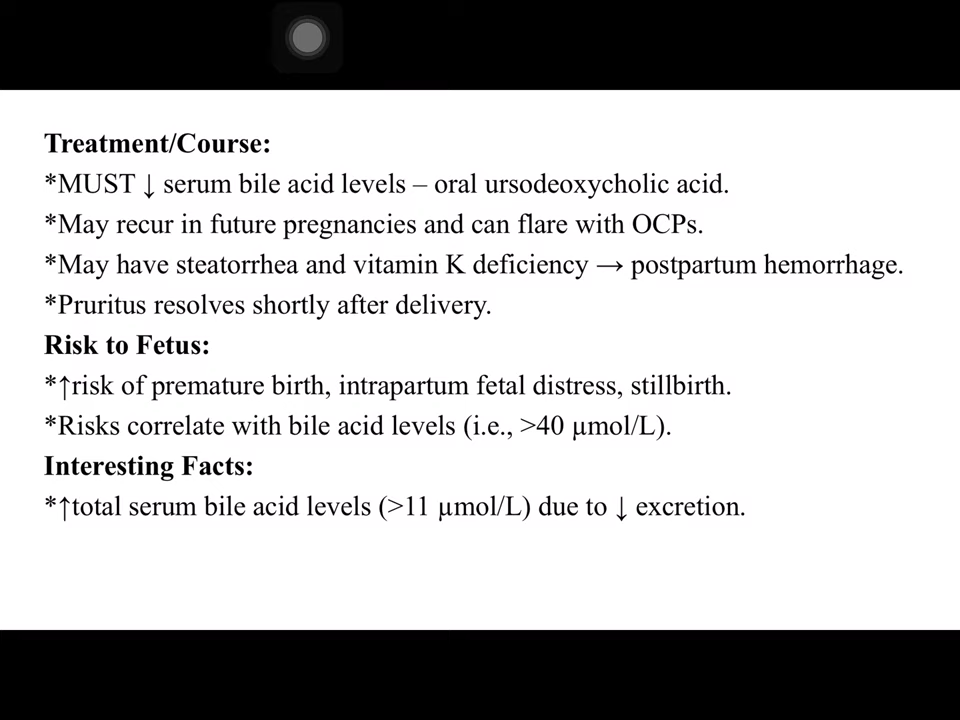 Treatment/Course:
*MUST ↓ serum bile acid levels – oral ursodeoxycholic acid.
*May recur in future pregnancies and can flare with OCPs.
*May have steatorrhea and vitamin K deficiency → postpartum hemorrhage.
*Pruritus resolves shortly after delivery.
Risk to Fetus:
*↑risk of premature birth, intrapartum fetal distress, stillbirth.
*Risks correlate with bile acid levels (i.e., >40 µmol/L).
Interesting Facts:
*↑total serum bile acid levels (>11 µmol/L) due to ↓ excretion.